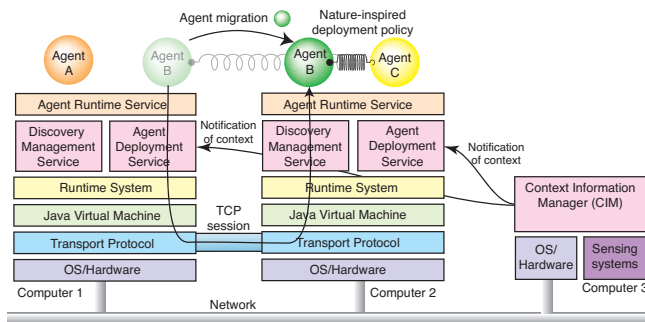 Agent migration
Nature-inspired
deployment policy
Agent
A
Agent
B
Agent
B
Agent
C
Agent Runtime Service
Agent Runtime Service
Discovery
Management
Service
Agent
Deployment
Service
Notification
of context
Discovery
Management
Service
Agent
Deployment
Service
Notification
of context
Runtime System
Runtime System
Context Information
Manager (CIM)
Java Virtual Machine
TCP
session
Java Virtual Machine
Transport Protocol
Transport Protocol
OS/
Hardware
Sensing
systems
OS/Hardware
OS/Hardware
Computer 1
Computer 2
Computer 3
Network